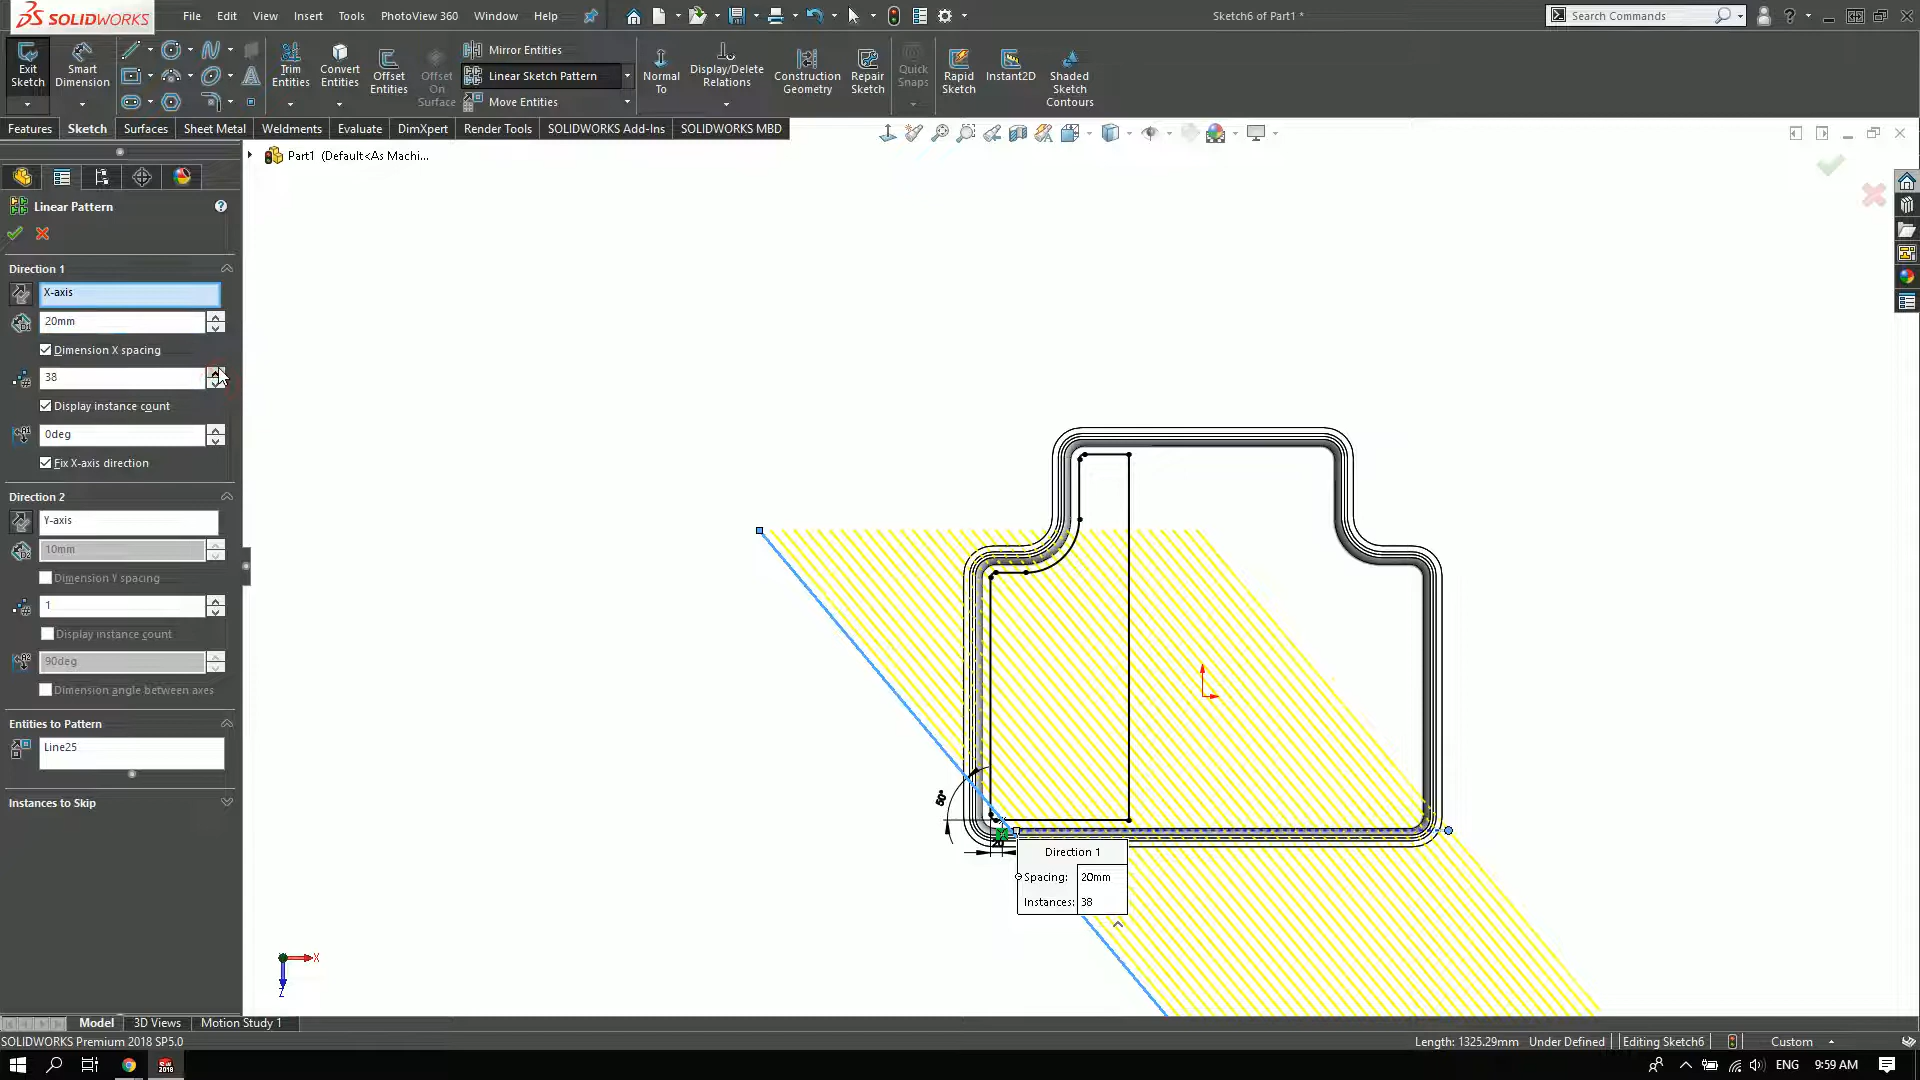 SOLIDWORKS File Edit View Insert Tools PhotoView 360 Window Help Sketch6 of Part1 * Search Commands
Exit Sketch Smart Dimension Trim Entities Convert Entities Offset Entities Offset On Surface Mirror Entities Linear Sketch Pattern Move Entities Normal To Display/Delete Relations Construction Geometry Repair Sketch Quick Snaps Rapid Sketch Instant2D Shaded Sketch Contours
Features Sketch Surfaces Sheet Metal Weldments Evaluate DimXpert Render Tools SOLIDWORKS Add-Ins SOLIDWORKS MBD
Part1 (Default<As Machi...
Linear Pattern
Direction 1
X-axis
20mm
Dimension X spacing
38
Display instance count
0deg
Fix X-axis direction
Direction 2
Y-axis
10mm
Dimension Y spacing
1
Display instance count
90deg
Dimension angle between axes
Entities to Pattern
Line25
Instances to Skip
50°
20
Direction 1
Spacing: 20mm
Instances: 38
X
Z
Model 3D Views Motion Study 1
SOLIDWORKS Premium 2018 SP5.0 Length: 1325.29mm Under Defined Editing Sketch6 Custom
ENG 9:59 AM